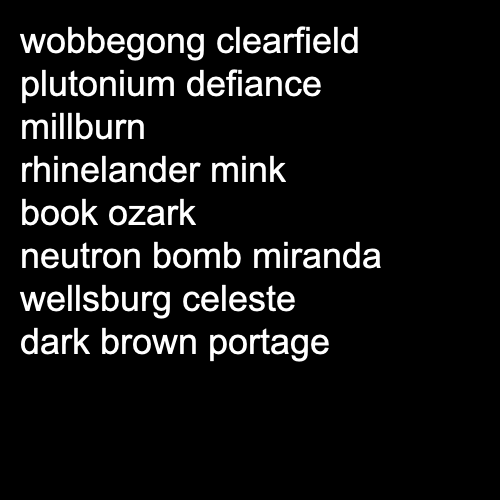 wobbegong clearfield
plutonium defiance
millburn
rhinelander mink
book ozark
neutron bomb miranda
wellsburg celeste
dark brown portage